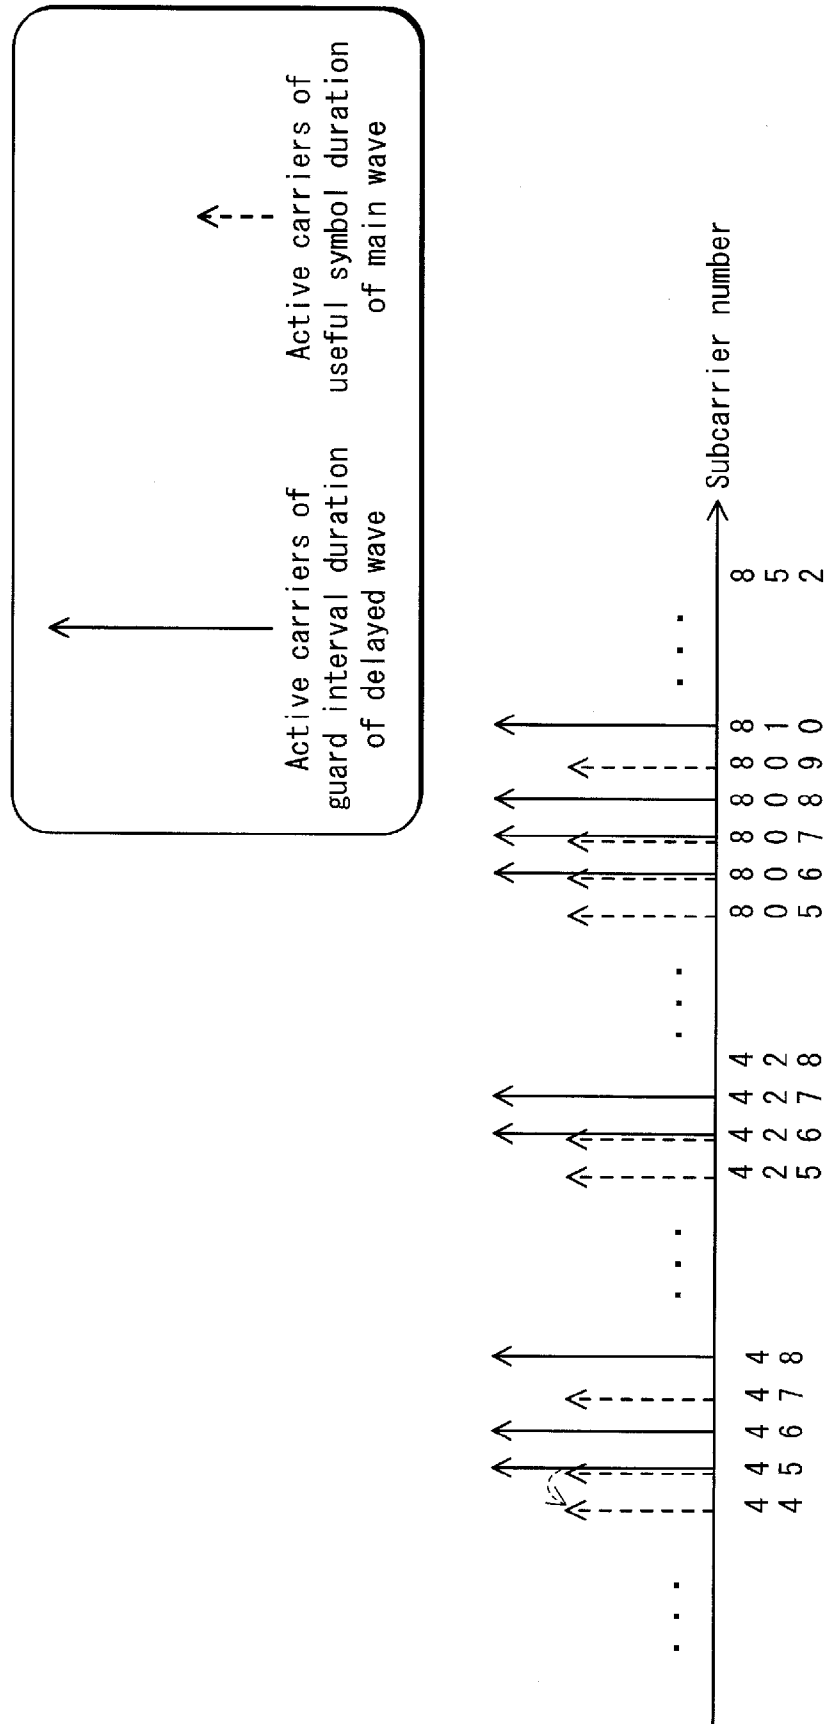 Active carriers of
guard interval duration
of delayed wave
Active carriers of
useful symbol duration
of main wave
Subcarrier number
44
45
46
47
48
425
426
427
428
805
806
807
808
809
810
852